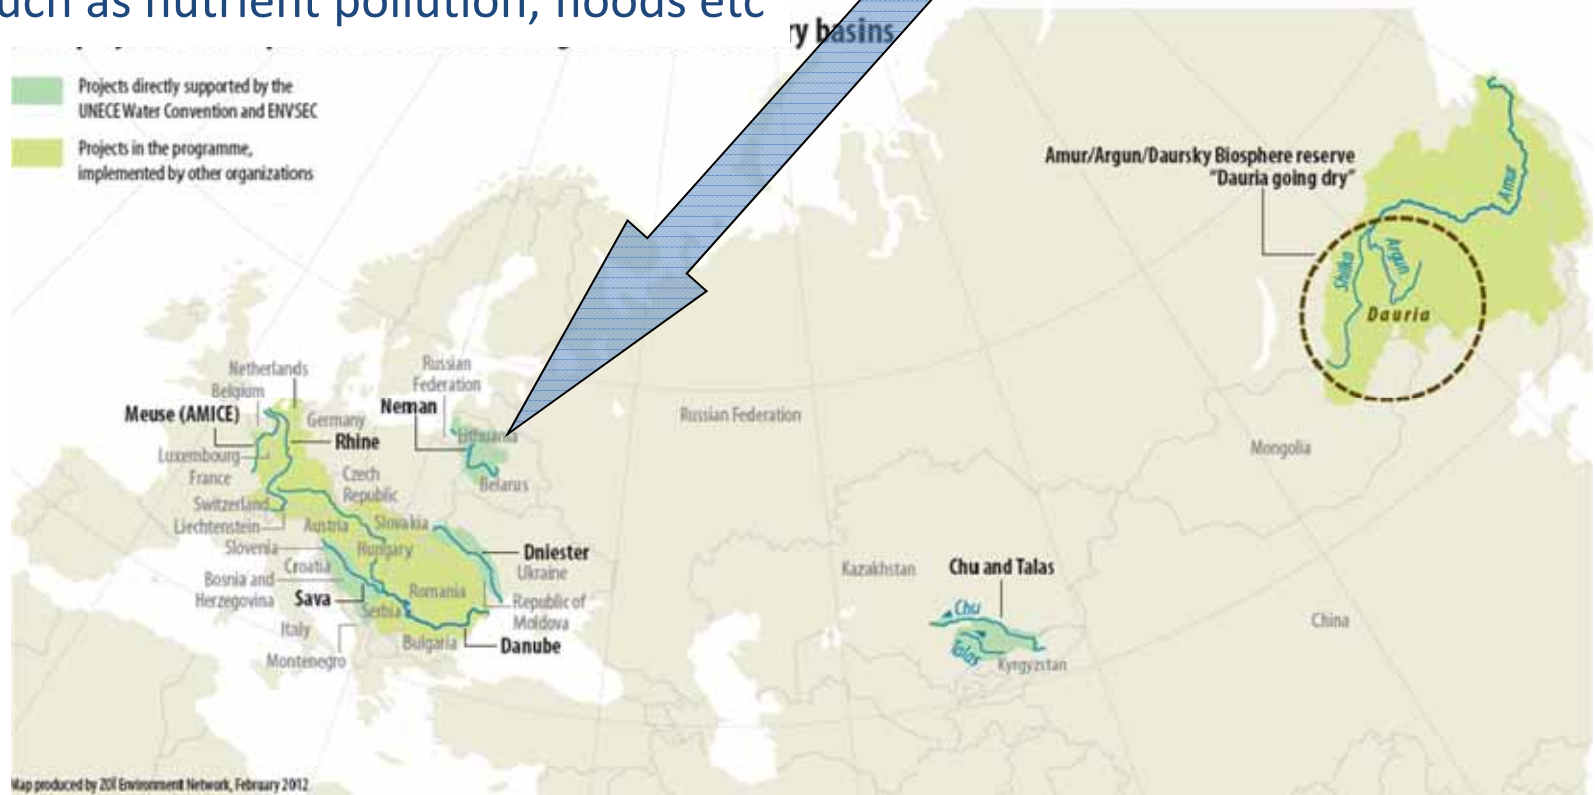 such as nutrient pollution, floods etc
ry basins
Projects directly supported by the
UNECE Water Convention and ENVSEC
Projects in the programme,
implemented by other organizations
Amur/Argun/Daursky Biosphere reserve
"Dauria going dry"
Amur
Shilka
Argun
Dauria
Netherlands
Belgium
Meuse (AMICE)
Germany
Rhine
Luxembourg
France
Czech
Republic
Switzerland
Liechtenstein
Austria
Slovakia
Slovenia
Hungary
Croatia
Bosnia and
Herzegovina
Sava
Serbia
Romania
Italy
Montenegro
Bulgaria
Danube
Russian
Federation
Neman
Lithuania
Belarus
Dniester
Ukraine
Republic of
Moldova
Russian Federation
Kazakhstan
Chu and Talas
Chu
Talas
Kyrgyzstan
Mongolia
China
Map produced by ZOÏ Environment Network, February 2012